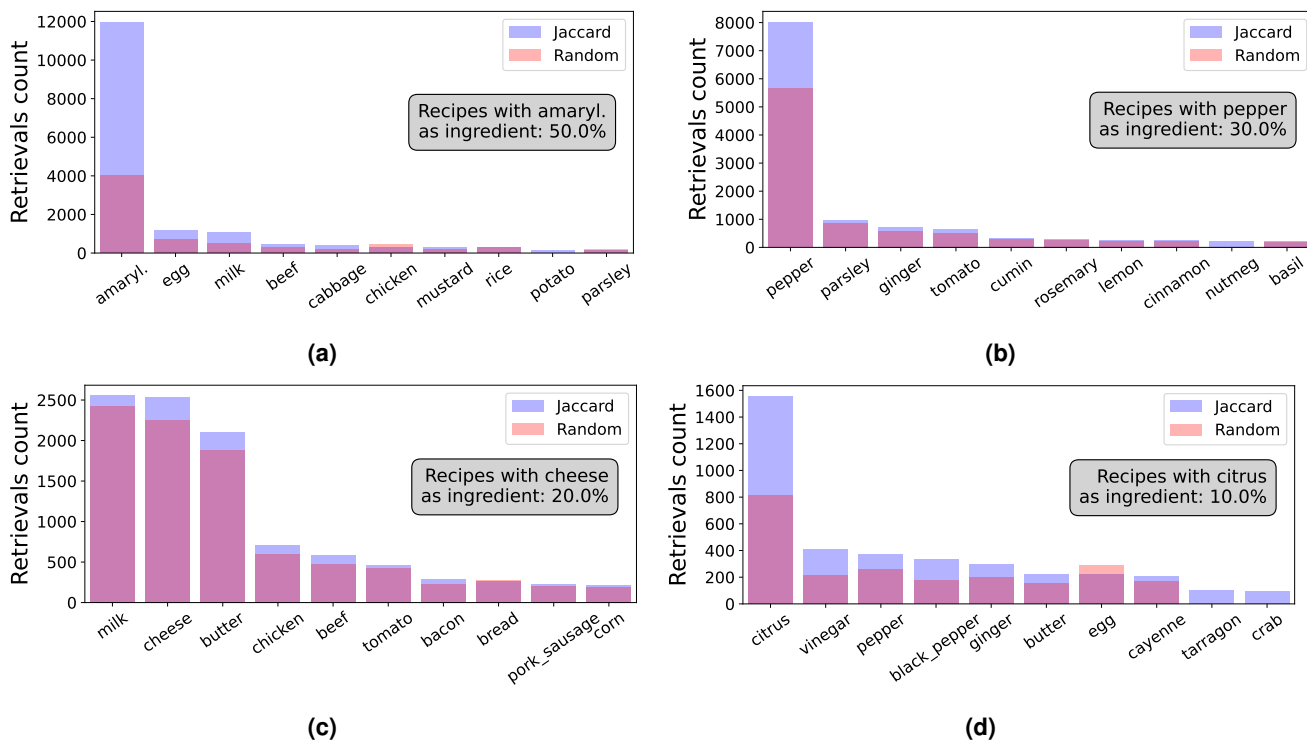 12000
10000
8000
6000
4000
2000
0
Retrievals count
Jaccard
Random
Recipes with amaryl.
as ingredient: 50.0%
amaryl.
egg
milk
beef
cabbage
chicken
mustard
rice
potato
parsley
(a)
8000
7000
6000
5000
4000
3000
2000
1000
0
Retrievals count
Jaccard
Random
Recipes with pepper
as ingredient: 30.0%
pepper
parsley
ginger
tomato
cumin
rosemary
lemon
cinnamon
nutmeg
basil
(b)
2500
2000
1500
1000
500
0
Retrievals count
Jaccard
Random
Recipes with cheese
as ingredient: 20.0%
milk
cheese
butter
chicken
beef
tomato
bacon
bread
pork_sausage
corn
(c)
1600
1400
1200
1000
800
600
400
200
0
Retrievals count
Jaccard
Random
Recipes with citrus
as ingredient: 10.0%
citrus
vinegar
pepper
black_pepper
ginger
butter
egg
cayenne
tarragon
crab
(d)